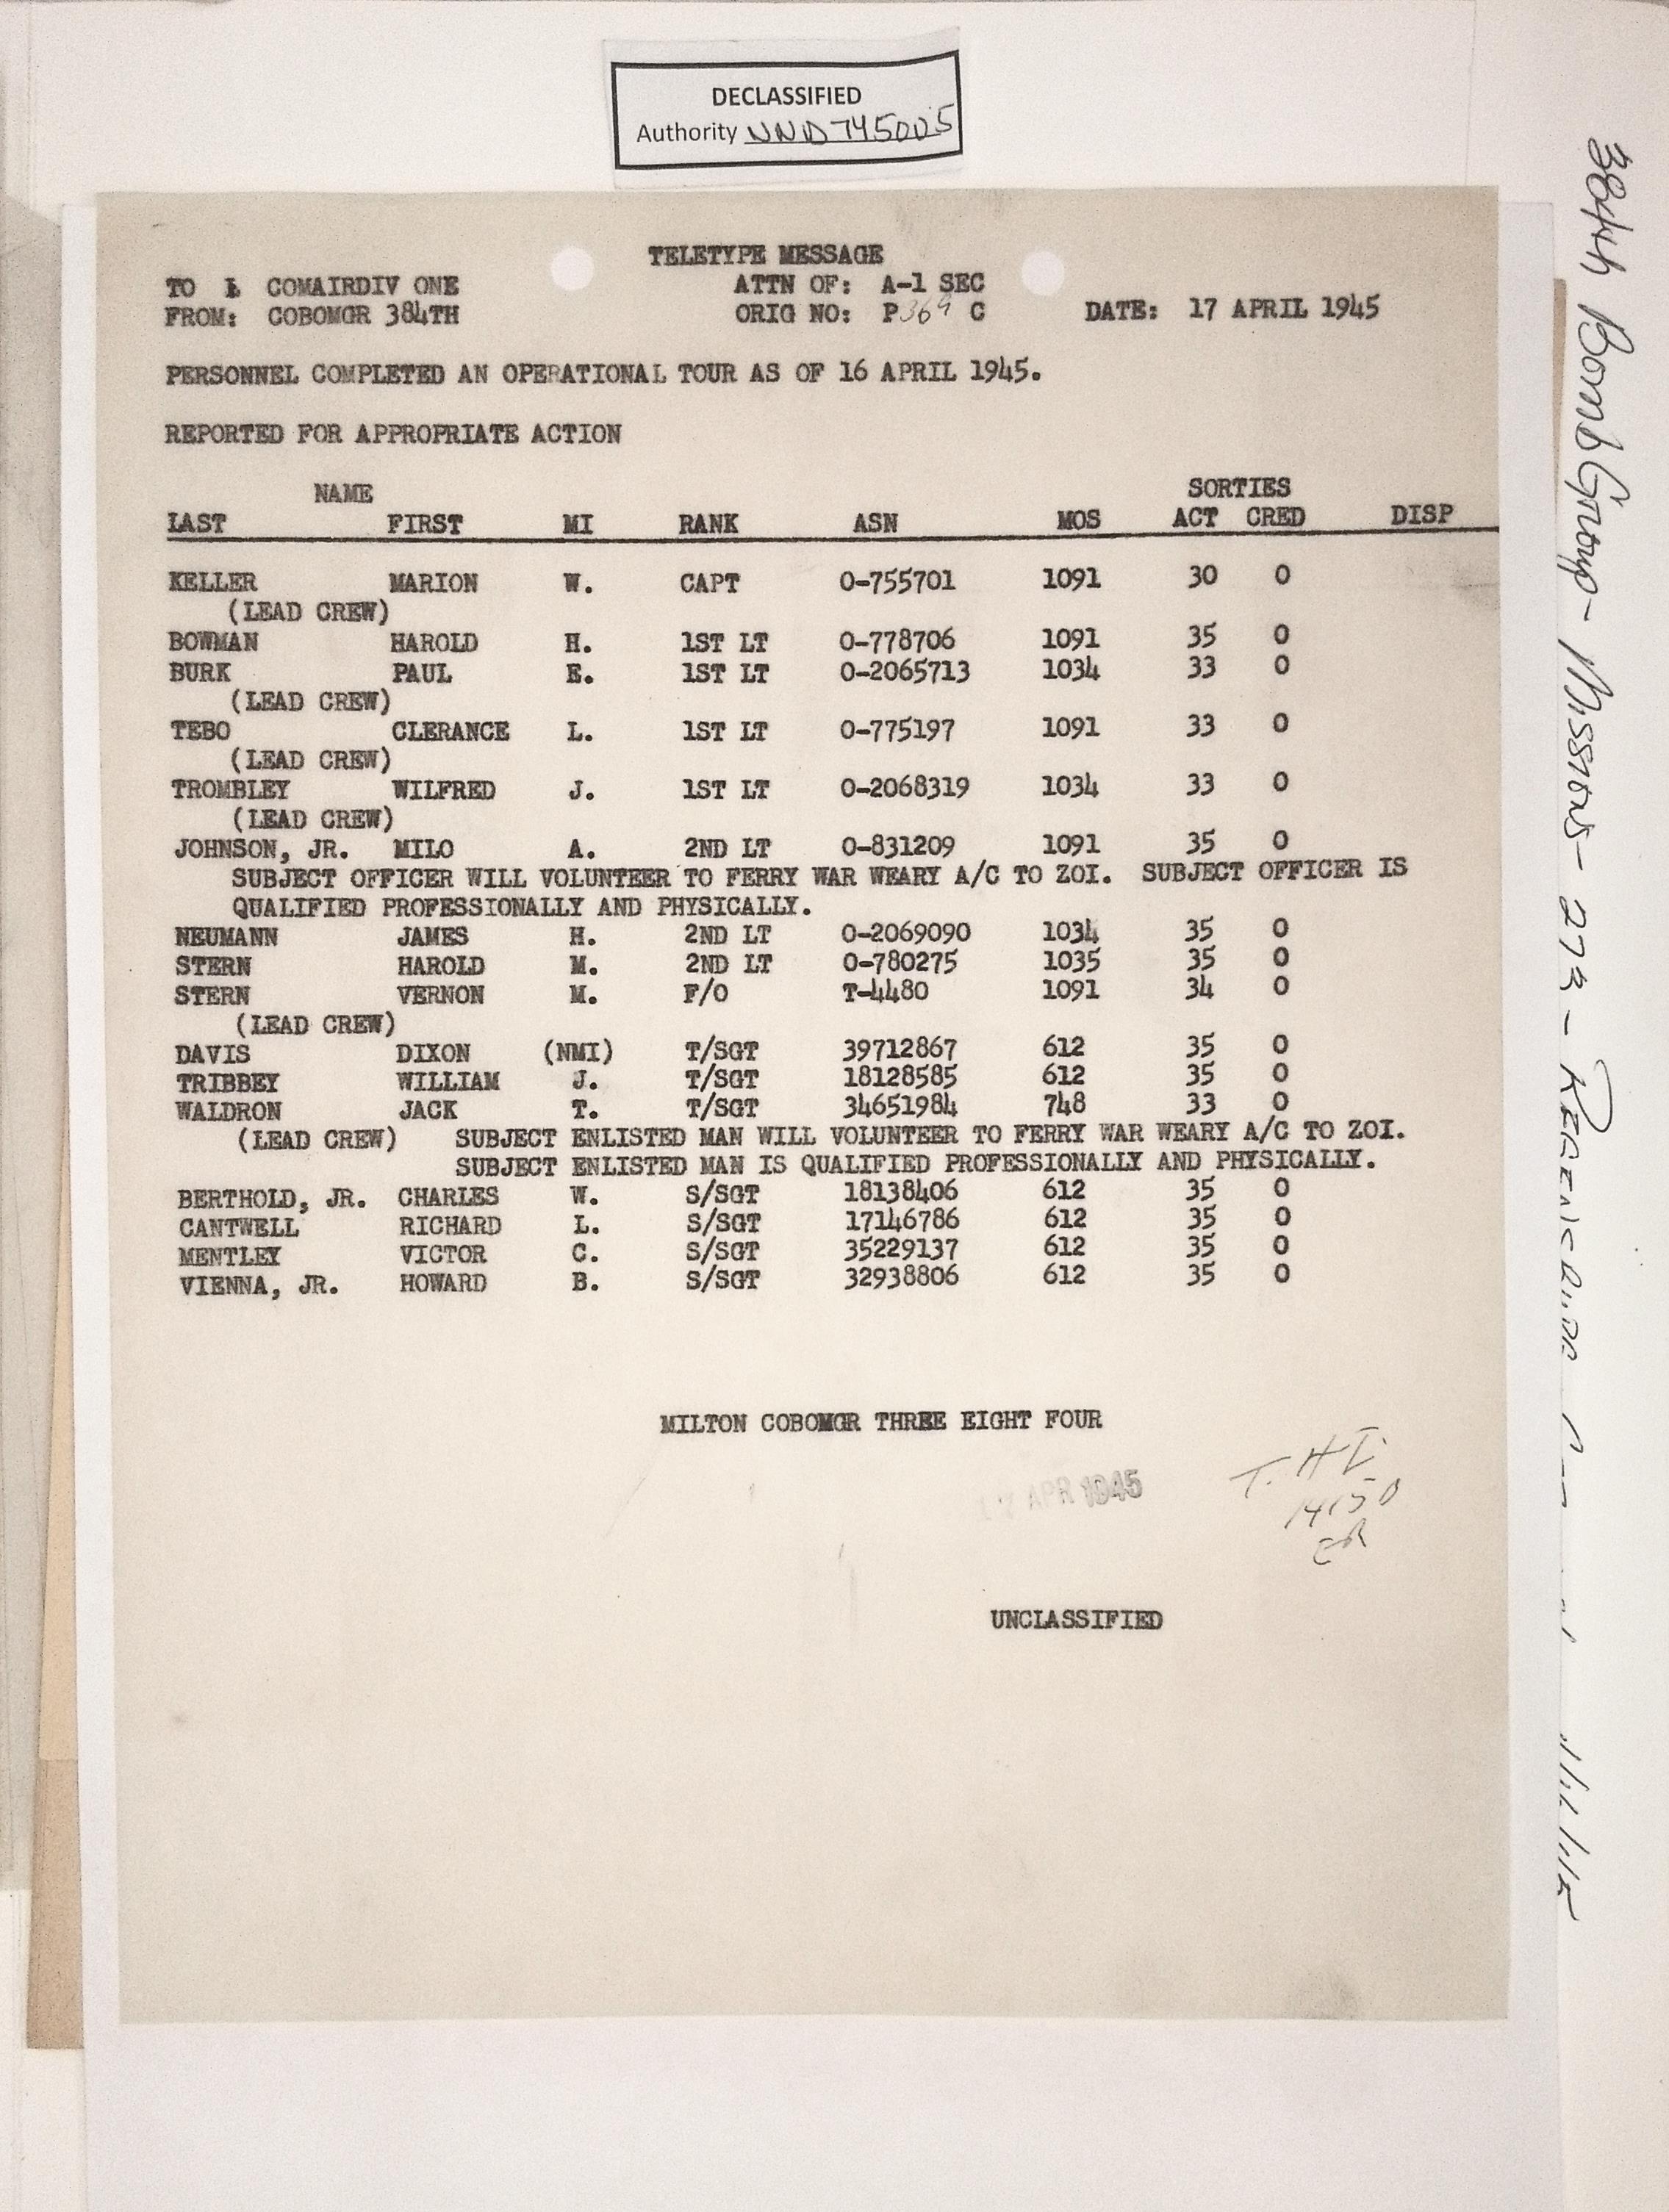 DECLASSIFIED
Authority NND 745005
TELETYPE MESSAGE
TO : COMAIRDIV ONE ATTN OF: A-1 SEC
FROM: COBOMGR 384TH ORIG NO: P369 C DATE: 17 APRIL 1945
PERSONNEL COMPLETED AN OPERATIONAL TOUR AS OF 16 APRIL 1945.
REPORTED FOR APPROPRIATE ACTION
NAME SORTIES
LAST FIRST MI RANK ASN MOS ACT CRED DISP
KELLER MARION W. CAPT O-755701 1091 30 0
(LEAD CREW)
BOWMAN HAROLD H. 1ST LT O-778706 1091 35 0
BURK PAUL E. 1ST LT O-2065713 1034 33 0
(LEAD CREW)
TEBO CLERANCE L. 1ST LT O-775197 1091 33 0
(LEAD CREW)
TROMBLEY WILFRED J. 1ST LT O-2068319 1034 33 0
(LEAD CREW)
JOHNSON, JR. MILO A. 2ND LT O-831209 1091 35 0
SUBJECT OFFICER WILL VOLUNTEER TO FERRY WAR WEARY A/C TO ZOI. SUBJECT OFFICER IS
QUALIFIED PROFESSIONALLY AND PHYSICALLY.
NEUMANN JAMES H. 2ND LT O-2069090 1034 35 0
STERN HAROLD M. 2ND LT O-780275 1035 35 0
STERN VERNON M. F/O T-4480 1091 34 0
(LEAD CREW)
DAVIS DIXON (NMI) T/SGT 39712867 612 35 0
TRIBBEY WILLIAM J. T/SGT 18128585 612 35 0
WALDRON JACK T. T/SGT 34651984 748 33 0
(LEAD CREW) SUBJECT ENLISTED MAN WILL VOLUNTEER TO FERRY WAR WEARY A/C TO ZOI.
SUBJECT ENLISTED MAN IS QUALIFIED PROFESSIONALLY AND PHYSICALLY.
BERTHOLD, JR. CHARLES W. S/SGT 18138406 612 35 0
CANTWELL RICHARD L. S/SGT 17146786 612 35 0
MENTLEY VICTOR C. S/SGT 35229137 612 35 0
VIENNA, JR. HOWARD B. S/SGT 32938806 612 35 0
MILTON COBOMGR THREE EIGHT FOUR
17 APR 1945
T. HI
1450
ER
UNCLASSIFIED
384th Bomb Group - Missions - 273 -